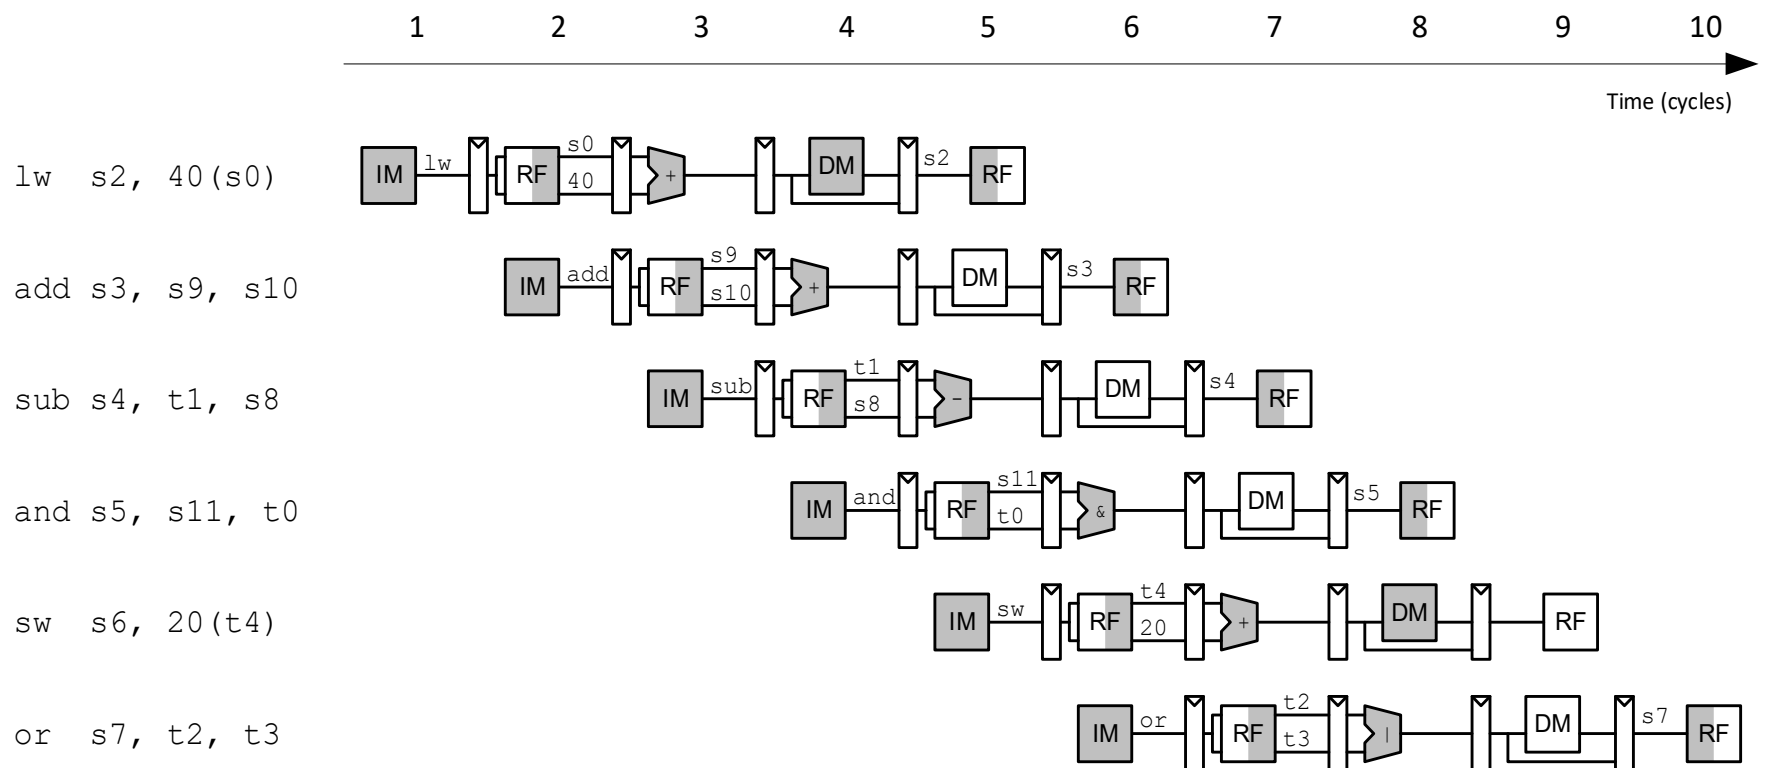 1 2 3 4 5 6 7 8 9 10
Time (cycles)
lw s2, 40(s0) IM lw RF s0 40 + DM s2 RF
add s3, s9, s10 IM add RF s9 s10 + DM s3 RF
sub s4, t1, s8 IM sub RF t1 s8 - DM s4 RF
and s5, s11, t0 IM and RF s11 t0 & DM s5 RF
sw s6, 20(t4) IM sw RF t4 20 + DM RF
or s7, t2, t3 IM or RF t2 t3 | DM s7 RF